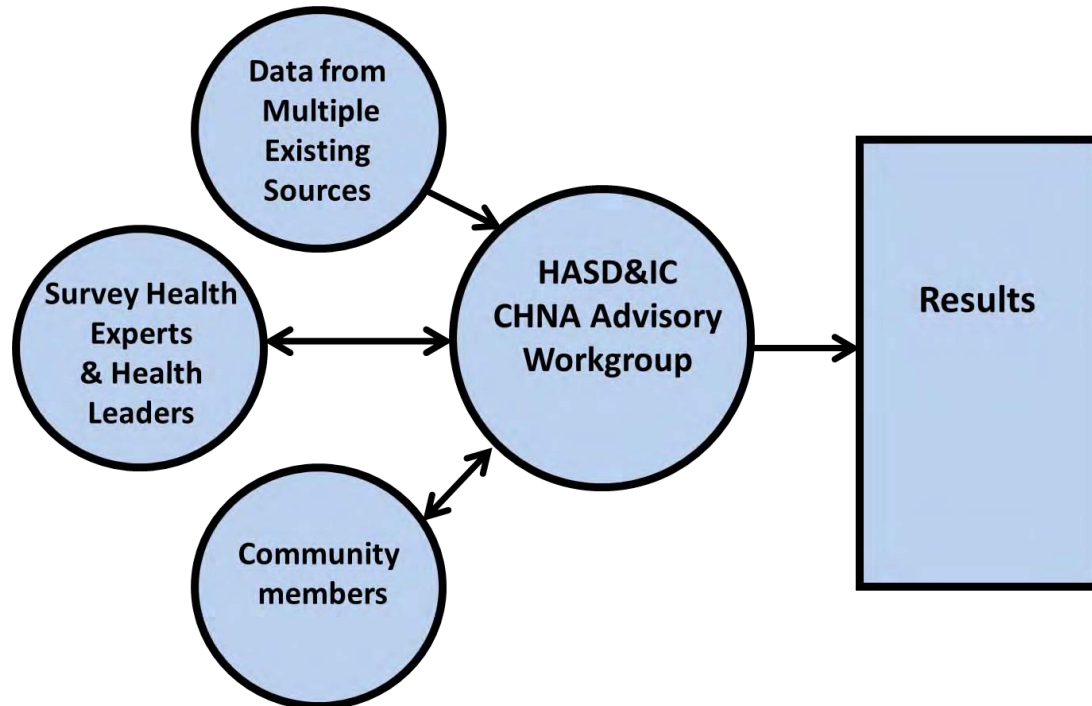 Data from
Multiple
Existing
Sources
Survey Health
Experts
& Health
Leaders
Community
members
HASD&IC
CHNA Advisory
Workgroup
Results